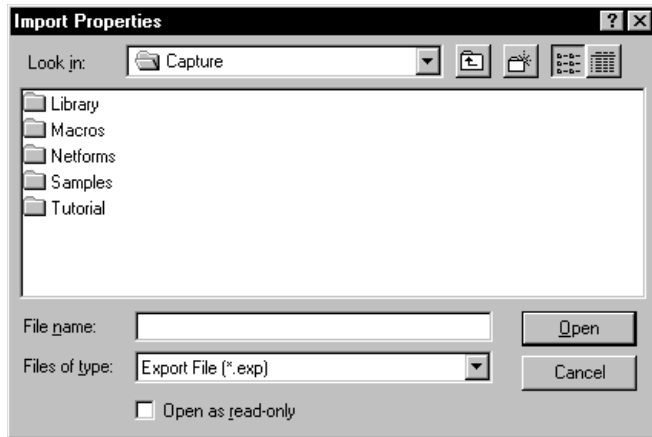 Import Properties
Look in: Capture
Library
Macros
Netforms
Samples
Tutorial
File name: Open
Files of type: Export File (*.exp) Cancel
Open as read-only